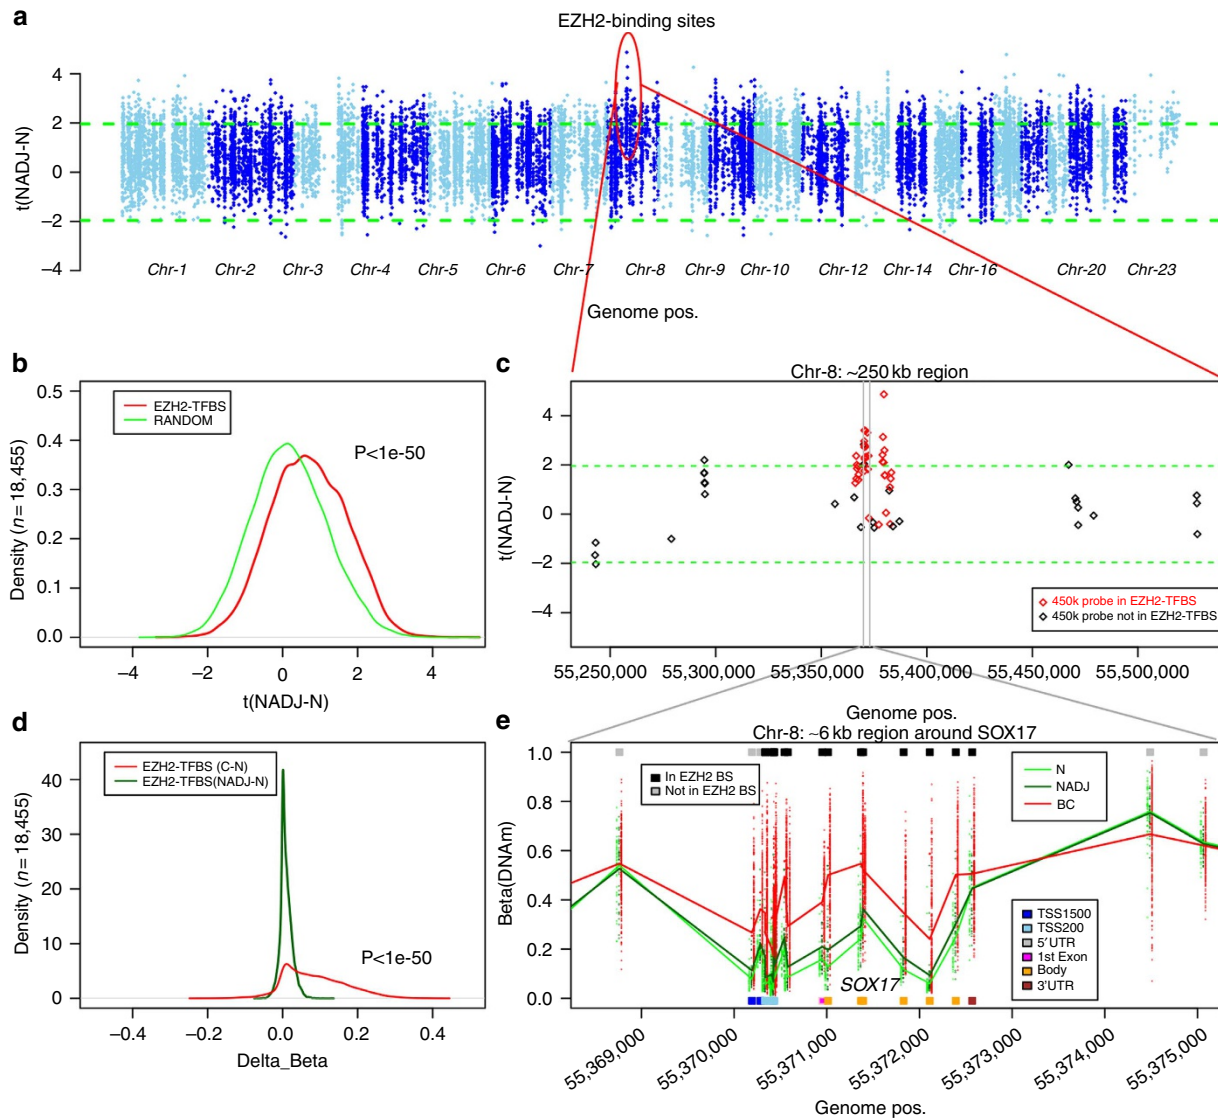 a
EZH2-binding sites
t(NADJ-N)
4
2
0
−2
−4
Chr-1 Chr-2 Chr-3 Chr-4 Chr-5 Chr-6 Chr-7 Chr-8 Chr-9 Chr-10 Chr-12 Chr-14 Chr-16 Chr-20 Chr-23
Genome pos.
b
Density (n = 18,455)
0.5
0.4
0.3
0.2
0.1
0.0
EZH2-TFBS
RANDOM
P<1e-50
−4 −2 0 2 4
t(NADJ-N)
c
Chr-8: ~250 kb region
t(NADJ-N)
4
2
0
−2
−4
450k probe in EZH2-TFBS
450k probe not in EZH2-TFBS
55,250,000 55,300,000 55,350,000 55,400,000 55,450,000 55,500,000
Genome pos.
d
Density (n = 18,455)
40
30
20
10
0
EZH2-TFBS (C-N)
EZH2-TFBS(NADJ-N)
P<1e-50
−0.4 −0.2 0.0 0.2 0.4
Delta_Beta
e
Chr-8: ~6 kb region around SOX17
Beta(DNAm)
1.0
0.8
0.6
0.4
0.2
0.0
In EZH2 BS
Not in EZH2 BS
N
NADJ
BC
TSS1500
TSS200
5′UTR
1st Exon
Body
3′UTR
SOX17
55,369,000 55,370,000 55,371,000 55,372,000 55,373,000 55,374,000 55,375,000
Genome pos.